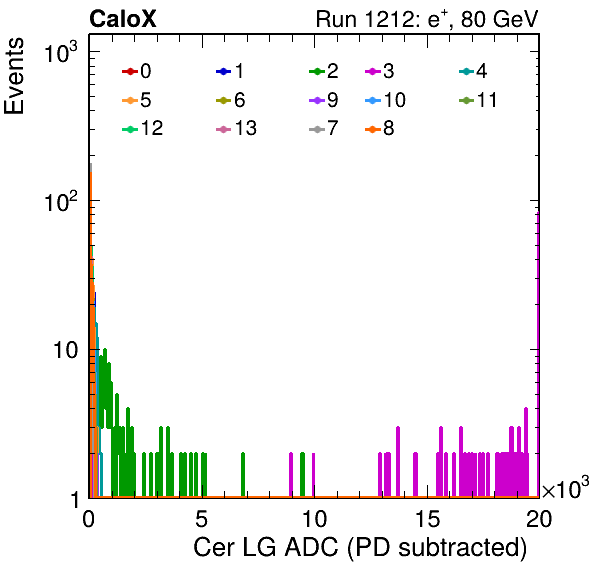 CaloX Run 1212: e⁺, 80 GeV
Events
10³
10²
10
1
0 1 2 3 4
5 6 9 10 11
12 13 7 8
0 5 10 15 20
×10³
Cer LG ADC (PD subtracted)